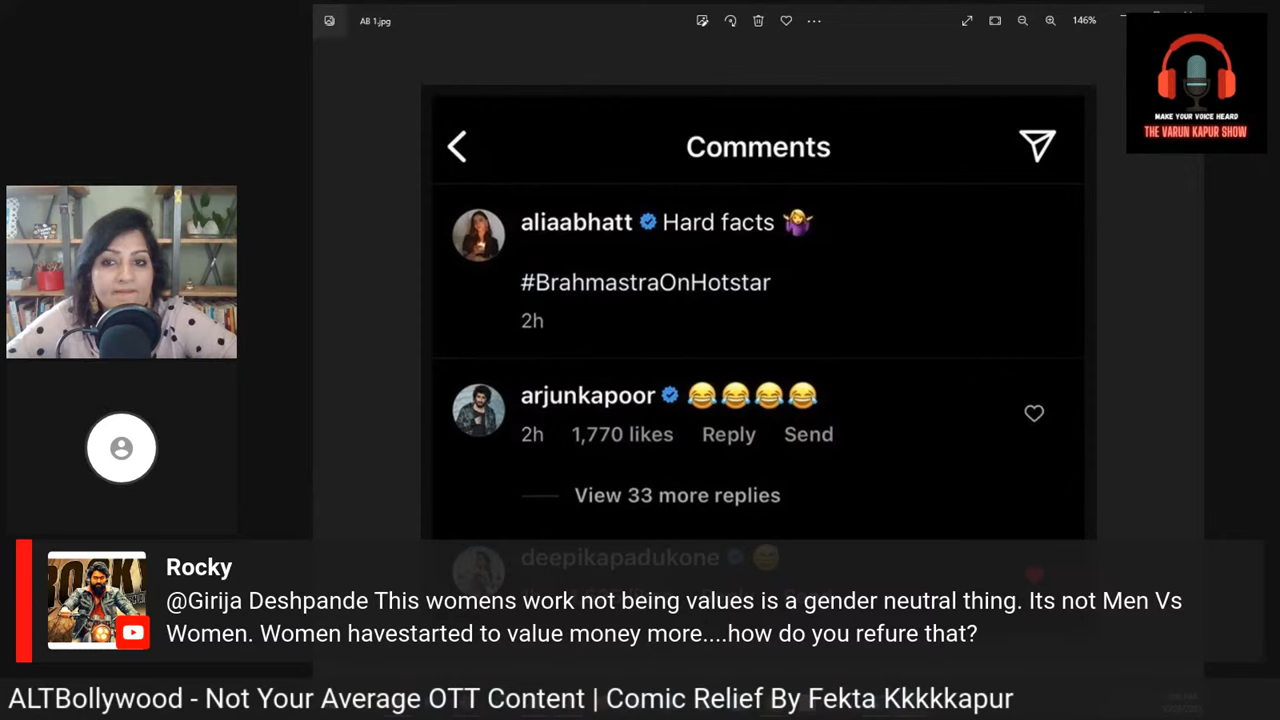 AB 1.jpg
146%
MAKE YOUR VOICE HEARD
THE VARUN KAPUR SHOW
Comments
aliaabhatt Hard facts 🤷‍♀️
#BrahmastraOnHotstar
2h
arjunkapoor 😂😂😂😂
2h 1,770 likes Reply Send
View 33 more replies
deepikapadukone 😄
Rocky
@Girija Deshpande This womens work not being values is a gender neutral thing. Its not Men Vs
Women. Women havestarted to value money more....how do you refure that?
ALTBollywood - Not Your Average OTT Content | Comic Relief By Fekta Kkkkkapur